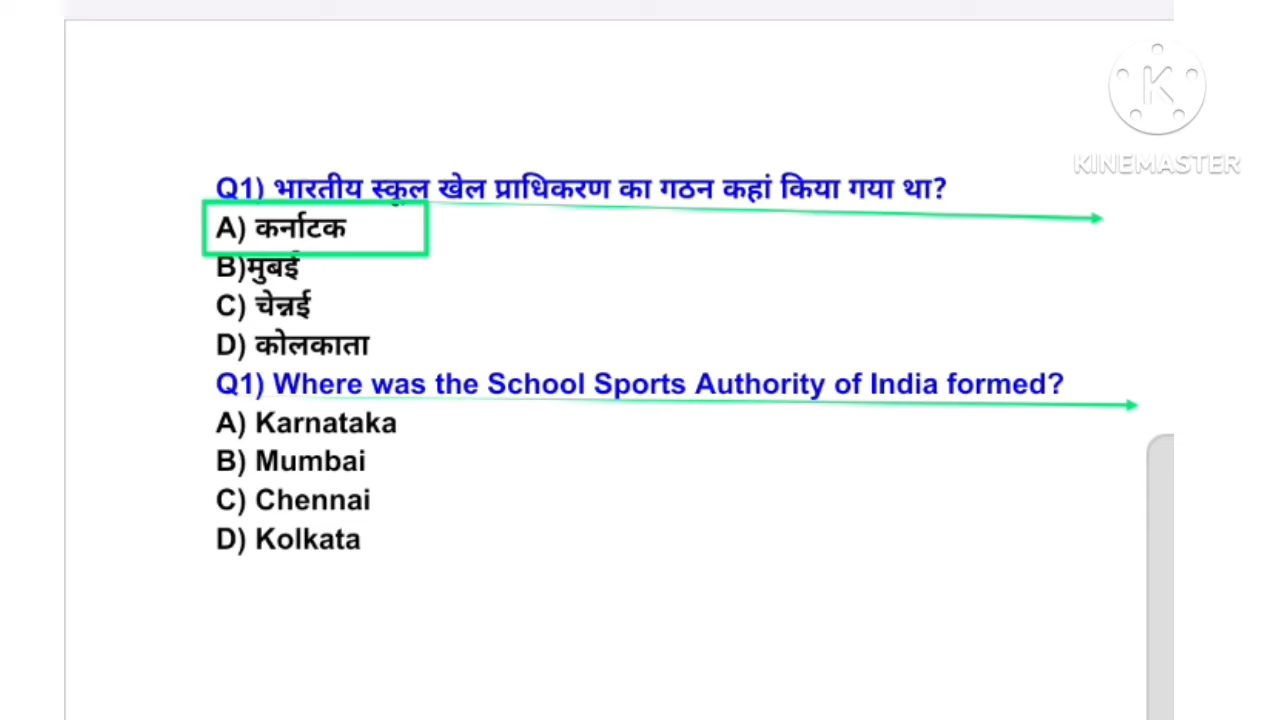 KINEMASTER
Q1) भारतीय स्कूल खेल प्राधिकरण का गठन कहां किया गया था?
A) कर्नाटक
B)मुबई
C) चेन्नई
D) कोलकाता
Q1) Where was the School Sports Authority of India formed?
A) Karnataka
B) Mumbai
C) Chennai
D) Kolkata